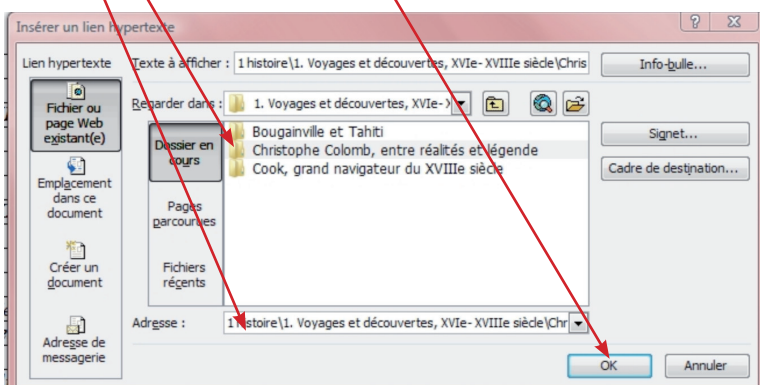 Insérer un lien hypertexte
Lien hypertexte
Texte à afficher : 1 histoire\1. Voyages et découvertes, XVIe- XVIIIe siècle\Chris
Info-bulle...
Fichier ou
page Web
existant(e)
Regarder dans : 1. Voyages et découvertes, XVIe-
Dossier en
cours
Bougainville et Tahiti
Christophe Colomb, entre réalités et légende
Cook, grand navigateur du XVIIIe siècle
Signet...
Cadre de destination...
Emplacement
dans ce
document
Pages
parcourues
Créer un
document
Fichiers
récents
Adresse : 1 histoire\1. Voyages et découvertes, XVIe- XVIIIe siècle\Chr
Adresse de
messagerie
OK
Annuler